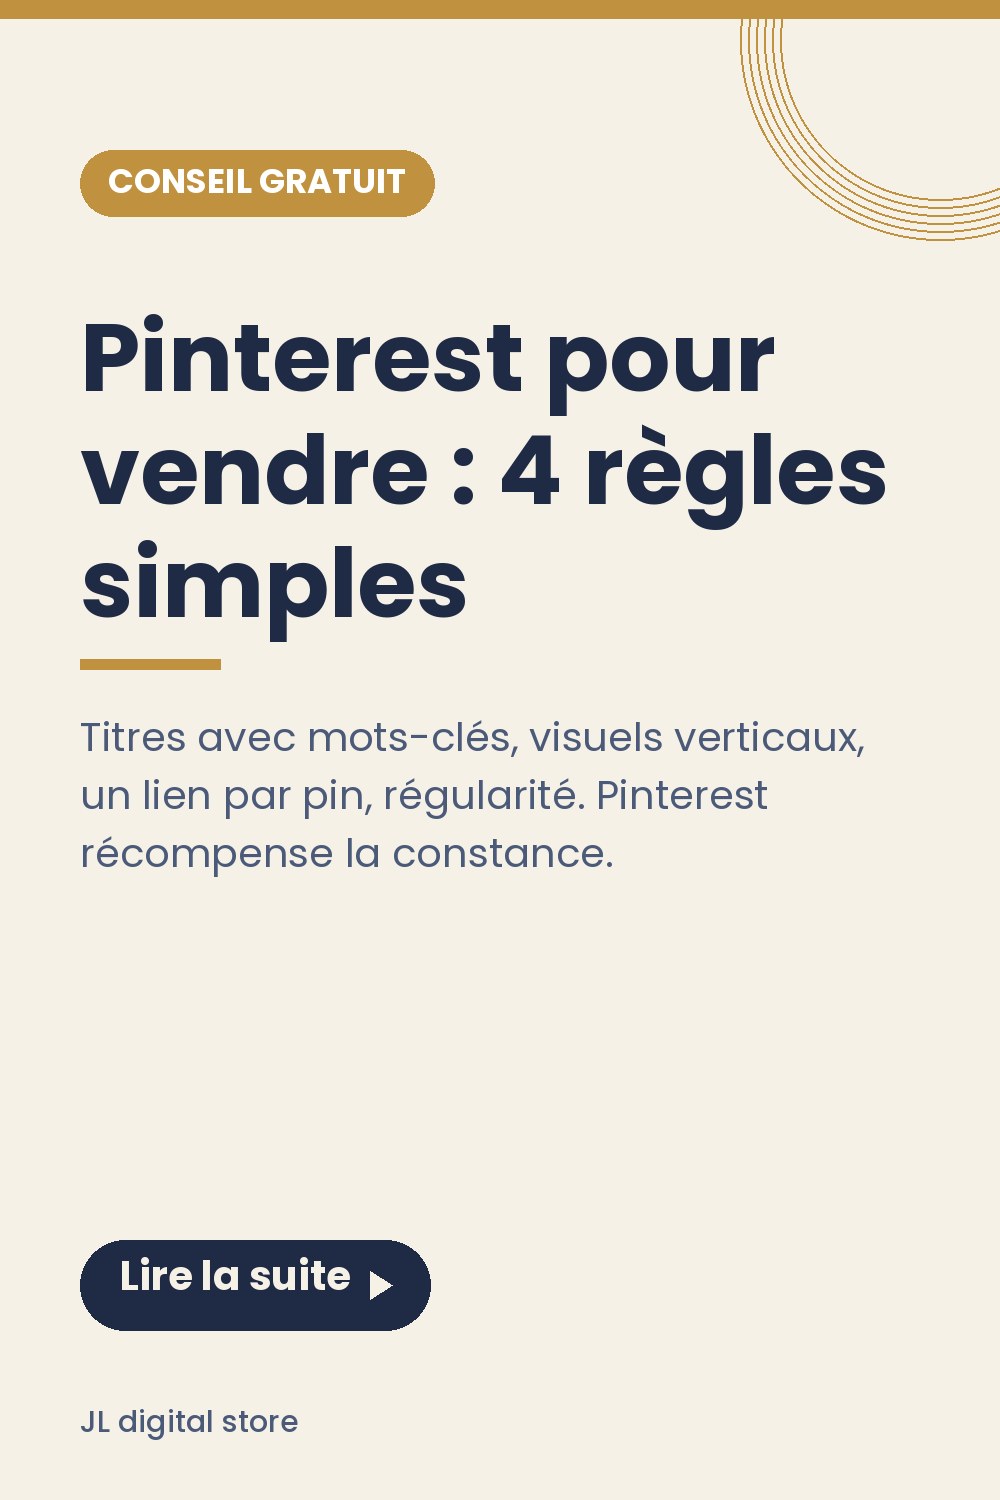 CONSEIL GRATUIT
Pinterest pour
vendre : 4 règles
simples
Titres avec mots-clés, visuels verticaux,
un lien par pin, régularité. Pinterest
récompense la constance.
Lire la suite
JL digital store